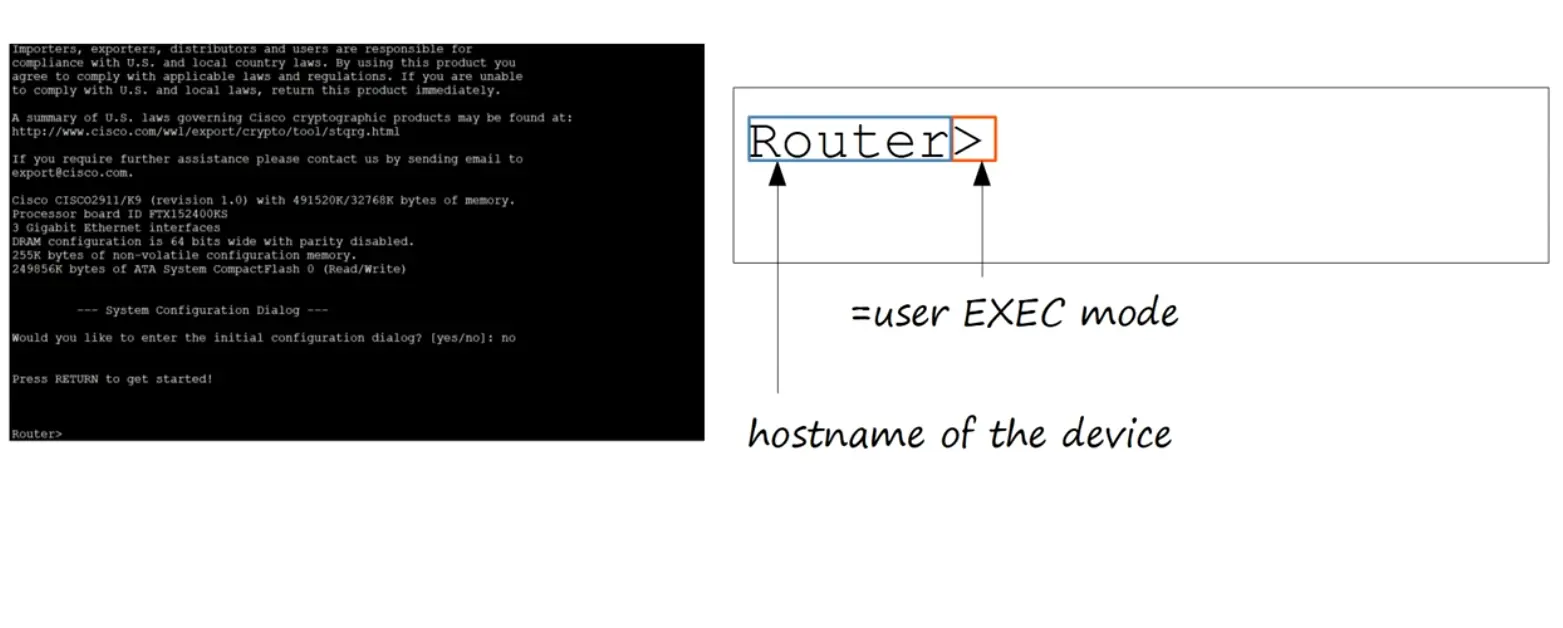 Importers, exporters, distributors and users are responsible for
compliance with U.S. and local country laws. By using this product you
agree to comply with applicable laws and regulations. If you are unable
to comply with U.S. and local laws, return this product immediately.
A summary of U.S. laws governing Cisco cryptographic products may be found at:
http://www.cisco.com/wwl/export/crypto/tool/stqrg.html
If you require further assistance please contact us by sending email to
export@cisco.com.
Cisco CISCO2911/K9 (revision 1.0) with 491520K/32768K bytes of memory.
Processor board ID FTX152400KS
3 Gigabit Ethernet interfaces
DRAM configuration is 64 bits wide with parity disabled.
255K bytes of non-volatile configuration memory.
249856K bytes of ATA System CompactFlash 0 (Read/Write)
--- System Configuration Dialog ---
Would you like to enter the initial configuration dialog? [yes/no]: no
Press RETURN to get started!
Router>
Router>
=user EXEC mode
hostname of the device